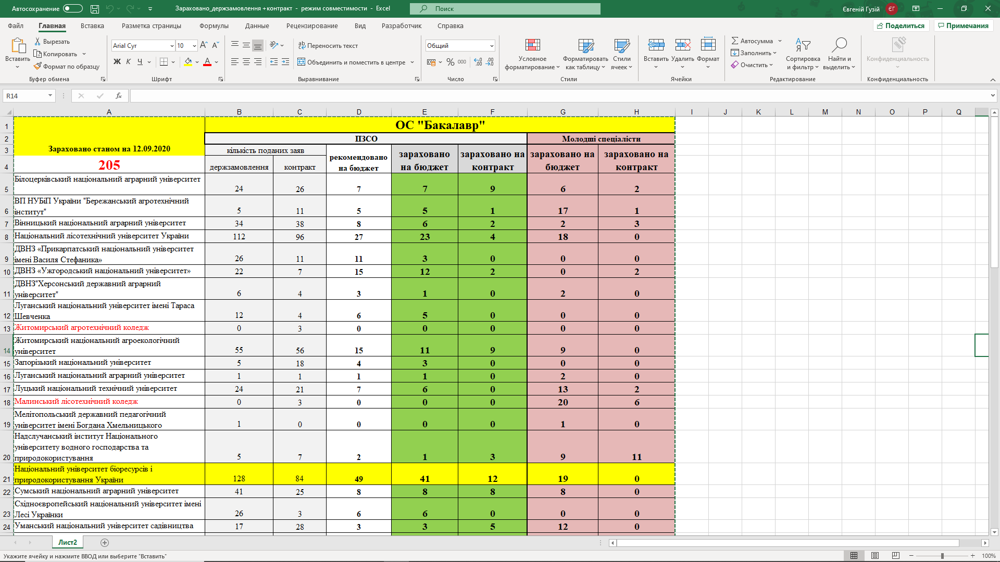 Автосохранение
Зараховано_держзамовлення +контракт - режим совместимости - Excel
Поиск
Євгеній Гузій
ЄГ
Файл Главная Вставка Разметка страницы Формулы Данные Рецензирование Вид Разработчик Справка
Поделиться
Примечания
Вставить
Вырезать
Копировать
Формат по образцу
Буфер обмена
Arial Cyr 10
Ж К Ч
Шрифт
Переносить текст
Объединить и поместить в центре
Выравнивание
Общий
% 000
Число
Условное форматирование
Форматировать как таблицу
Стили ячеек
Стили
Вставить Удалить Формат
Ячейки
Автосумма
Заполнить
Очистить
Сортировка и фильтр
Найти и выделить
Редактирование
Конфиденциальность
Конфиденциальность
R14
fx
A B C D E F G H I J K L M N O P Q
1 ОС "Бакалавр"
2 ПЗСО Молодші спеціалісти
Зараховано станом на 12.09.2020
3 кількість поданих заяв рекомендовано на бюджет зараховано на бюджет зараховано на контракт зараховано на бюджет зараховано на контракт
4 205 держзамовлення контракт
5 Білоцерківський національний аграрний університет 24 26 7 7 9 6 2
6 ВП НУБіП України "Бережанський агротехнічний інститут" 5 11 5 5 1 17 1
7 Вінницький національний аграрний університет 34 38 8 6 2 2 3
8 Національний лісотехнічний університет України 112 96 27 23 4 18 0
9 ДВНЗ «Прикарпатський національний університет імені Василя Стефаника» 26 11 11 3 0 0 0
10 ДВНЗ «Ужгородський національний університет» 22 7 15 12 2 0 2
11 ДВНЗ"Херсонський державний аграрний університет" 6 4 3 1 0 2 0
12 Луганський національний університет імені Тараса Шевченка 12 4 6 5 0 0 0
13 Житомирський агротехнічний коледж 0 3 0 0 0 0 0
14 Житомирський національний агроекологічний університет 55 56 15 11 9 9 0
15 Запорізький національний університет 5 18 4 3 0 0 0
16 Луганський національний аграрний університет 1 1 1 1 0 2 0
17 Луцький національний технічний університет 24 21 7 6 0 13 2
18 Малинський лісотехнічний коледж 0 3 0 0 0 20 6
19 Мелітопольський державний педагогічний університет імені Богдана Хмельницького 1 0 0 0 0 1 0
20 Надслучанський інститут Національного університету водного господарства та природокористування 5 7 2 1 3 9 11
21 Національний університет біоресурсів і природокористування України 128 84 49 41 12 19 0
22 Сумський національний аграрний університет 41 25 8 8 8 8 0
23 Східноєвропейський національний університет імені Лесі Українки 26 3 6 6 0 0 0
24 Уманський національний університет садівництва 17 28 3 3 5 12 0
Лист2
Укажите ячейку и нажмите ВВОД или выберите "Вставить"
100%